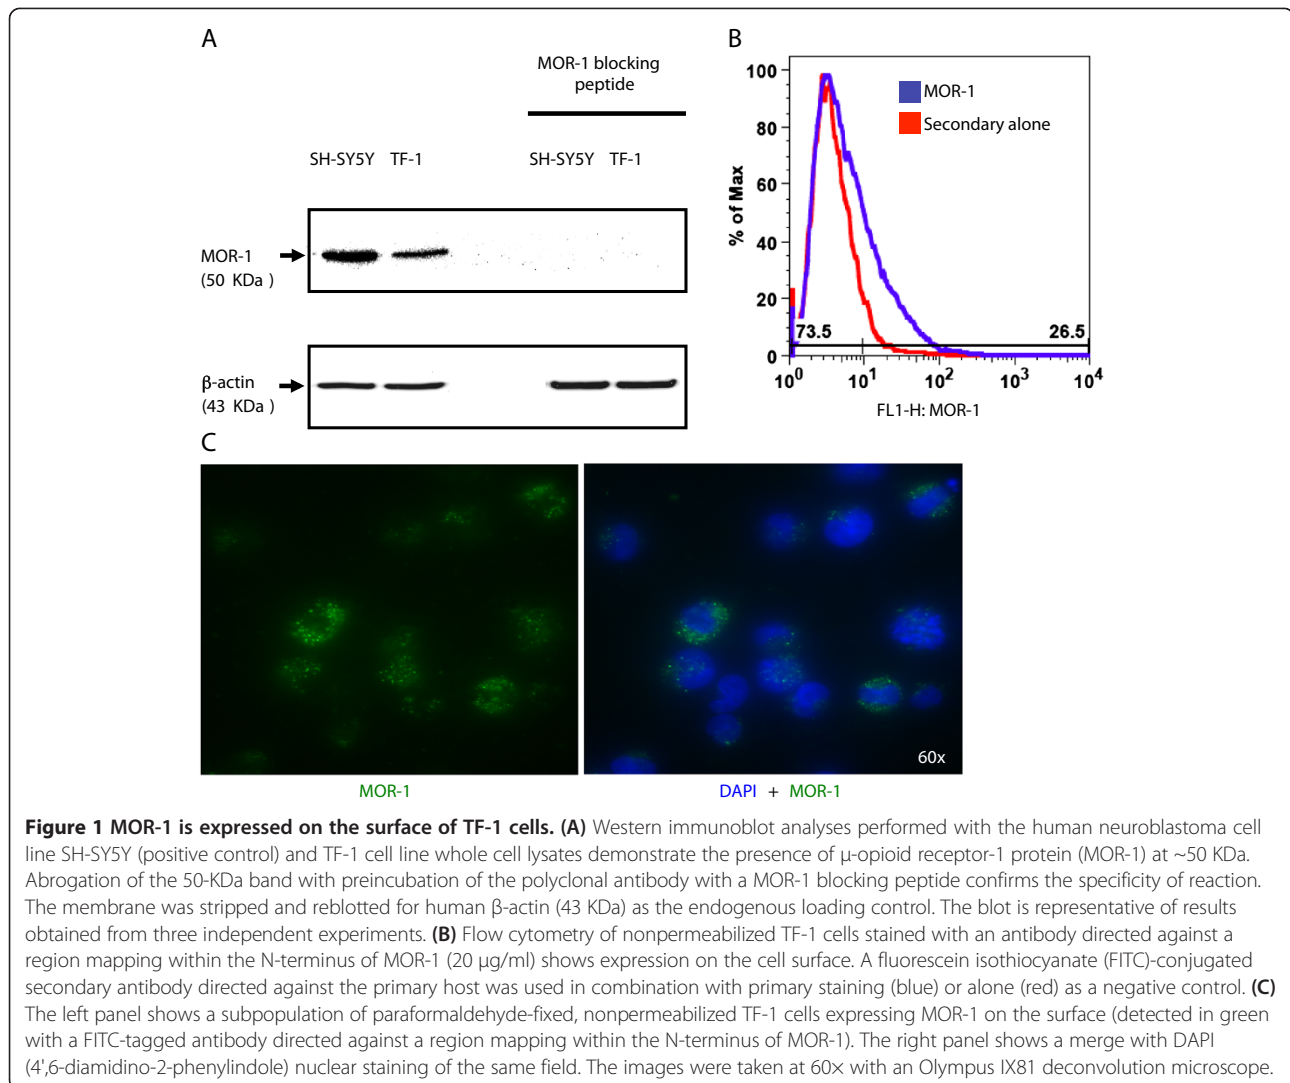 A
MOR-1 blocking
peptide
SH-SY5Y TF-1
SH-SY5Y TF-1
MOR-1
(50 KDa )
β-actin
(43 KDa )
B
MOR-1
Secondary alone
% of Max
100
80
60
40
20
0
73.5
26.5
10⁰ 10¹ 10² 10³ 10⁴
FL1-H: MOR-1
C
60x
MOR-1
DAPI + MOR-1
Figure 1 MOR-1 is expressed on the surface of TF-1 cells. (A) Western immunoblot analyses performed with the human neuroblastoma cell
line SH-SY5Y (positive control) and TF-1 cell line whole cell lysates demonstrate the presence of μ-opioid receptor-1 protein (MOR-1) at ~50 KDa.
Abrogation of the 50-KDa band with preincubation of the polyclonal antibody with a MOR-1 blocking peptide confirms the specificity of reaction.
The membrane was stripped and reblotted for human β-actin (43 KDa) as the endogenous loading control. The blot is representative of results
obtained from three independent experiments. (B) Flow cytometry of nonpermeabilized TF-1 cells stained with an antibody directed against a
region mapping within the N-terminus of MOR-1 (20 μg/ml) shows expression on the cell surface. A fluorescein isothiocyanate (FITC)-conjugated
secondary antibody directed against the primary host was used in combination with primary staining (blue) or alone (red) as a negative control. (C)
The left panel shows a subpopulation of paraformaldehyde-fixed, nonpermeabilized TF-1 cells expressing MOR-1 on the surface (detected in green
with a FITC-tagged antibody directed against a region mapping within the N-terminus of MOR-1). The right panel shows a merge with DAPI
(4',6-diamidino-2-phenylindole) nuclear staining of the same field. The images were taken at 60× with an Olympus IX81 deconvolution microscope.